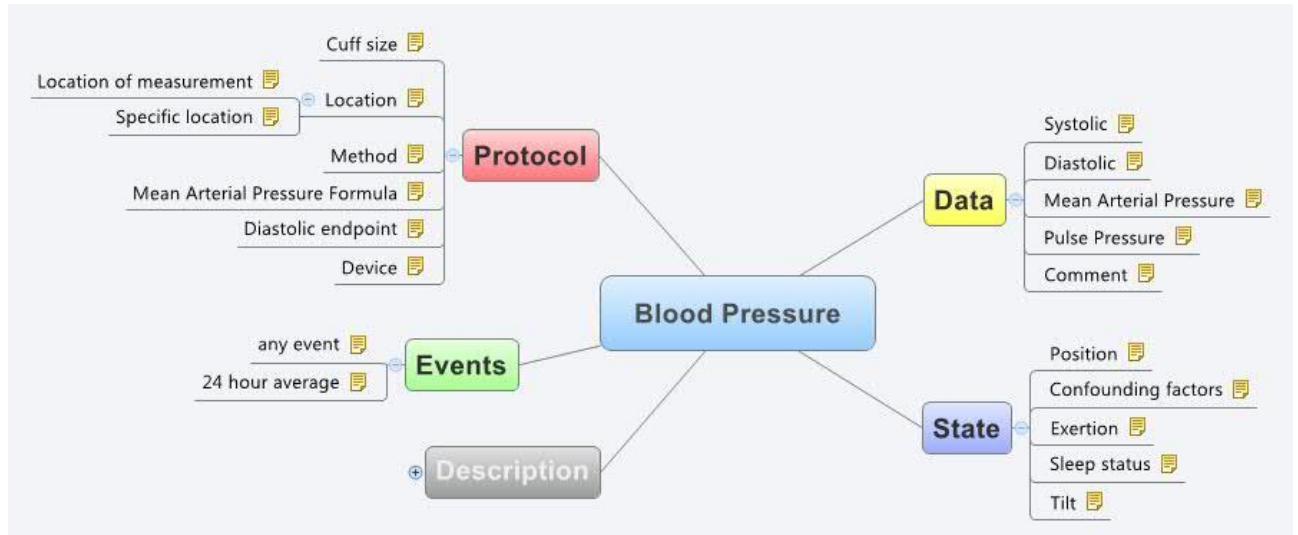 Blood Pressure
Protocol
Cuff size
Location
Location of measurement
Specific location
Method
Mean Arterial Pressure Formula
Diastolic endpoint
Device
Data
Systolic
Diastolic
Mean Arterial Pressure
Pulse Pressure
Comment
Events
any event
24 hour average
State
Position
Confounding factors
Exertion
Sleep status
Tilt
Description